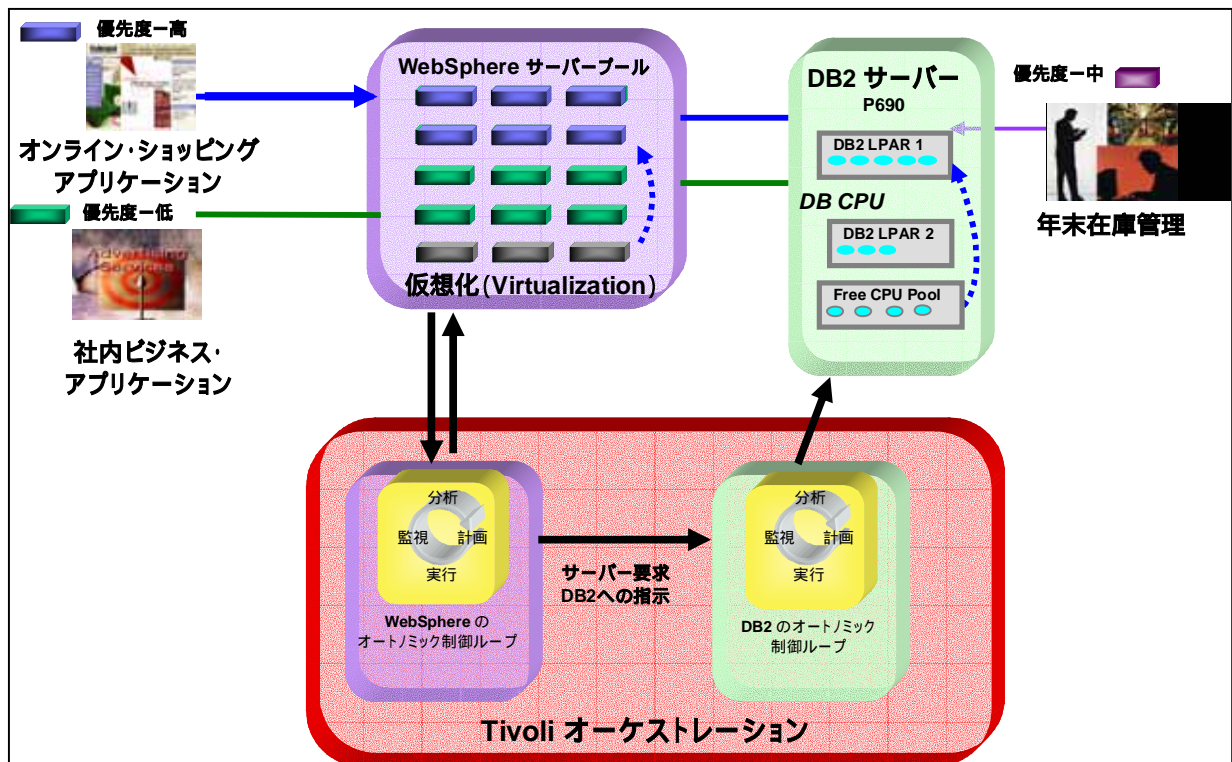 優先度ー高
オンライン・ショッピング
アプリケーション
優先度ー低
Advertising
Services
社内ビジネス・
アプリケーション
WebSphere サーバープール
仮想化(Virtualization)
DB2 サーバー
P690
DB2 LPAR 1
DB CPU
DB2 LPAR 2
Free CPU Pool
優先度ー中
年末在庫管理
分析
監視
計画
実行
WebSphere の
オートノミック制御ループ
サーバー要求
DB2への指示
分析
監視
計画
実行
DB2 のオートノミック
制御ループ
Tivoli オーケストレーション